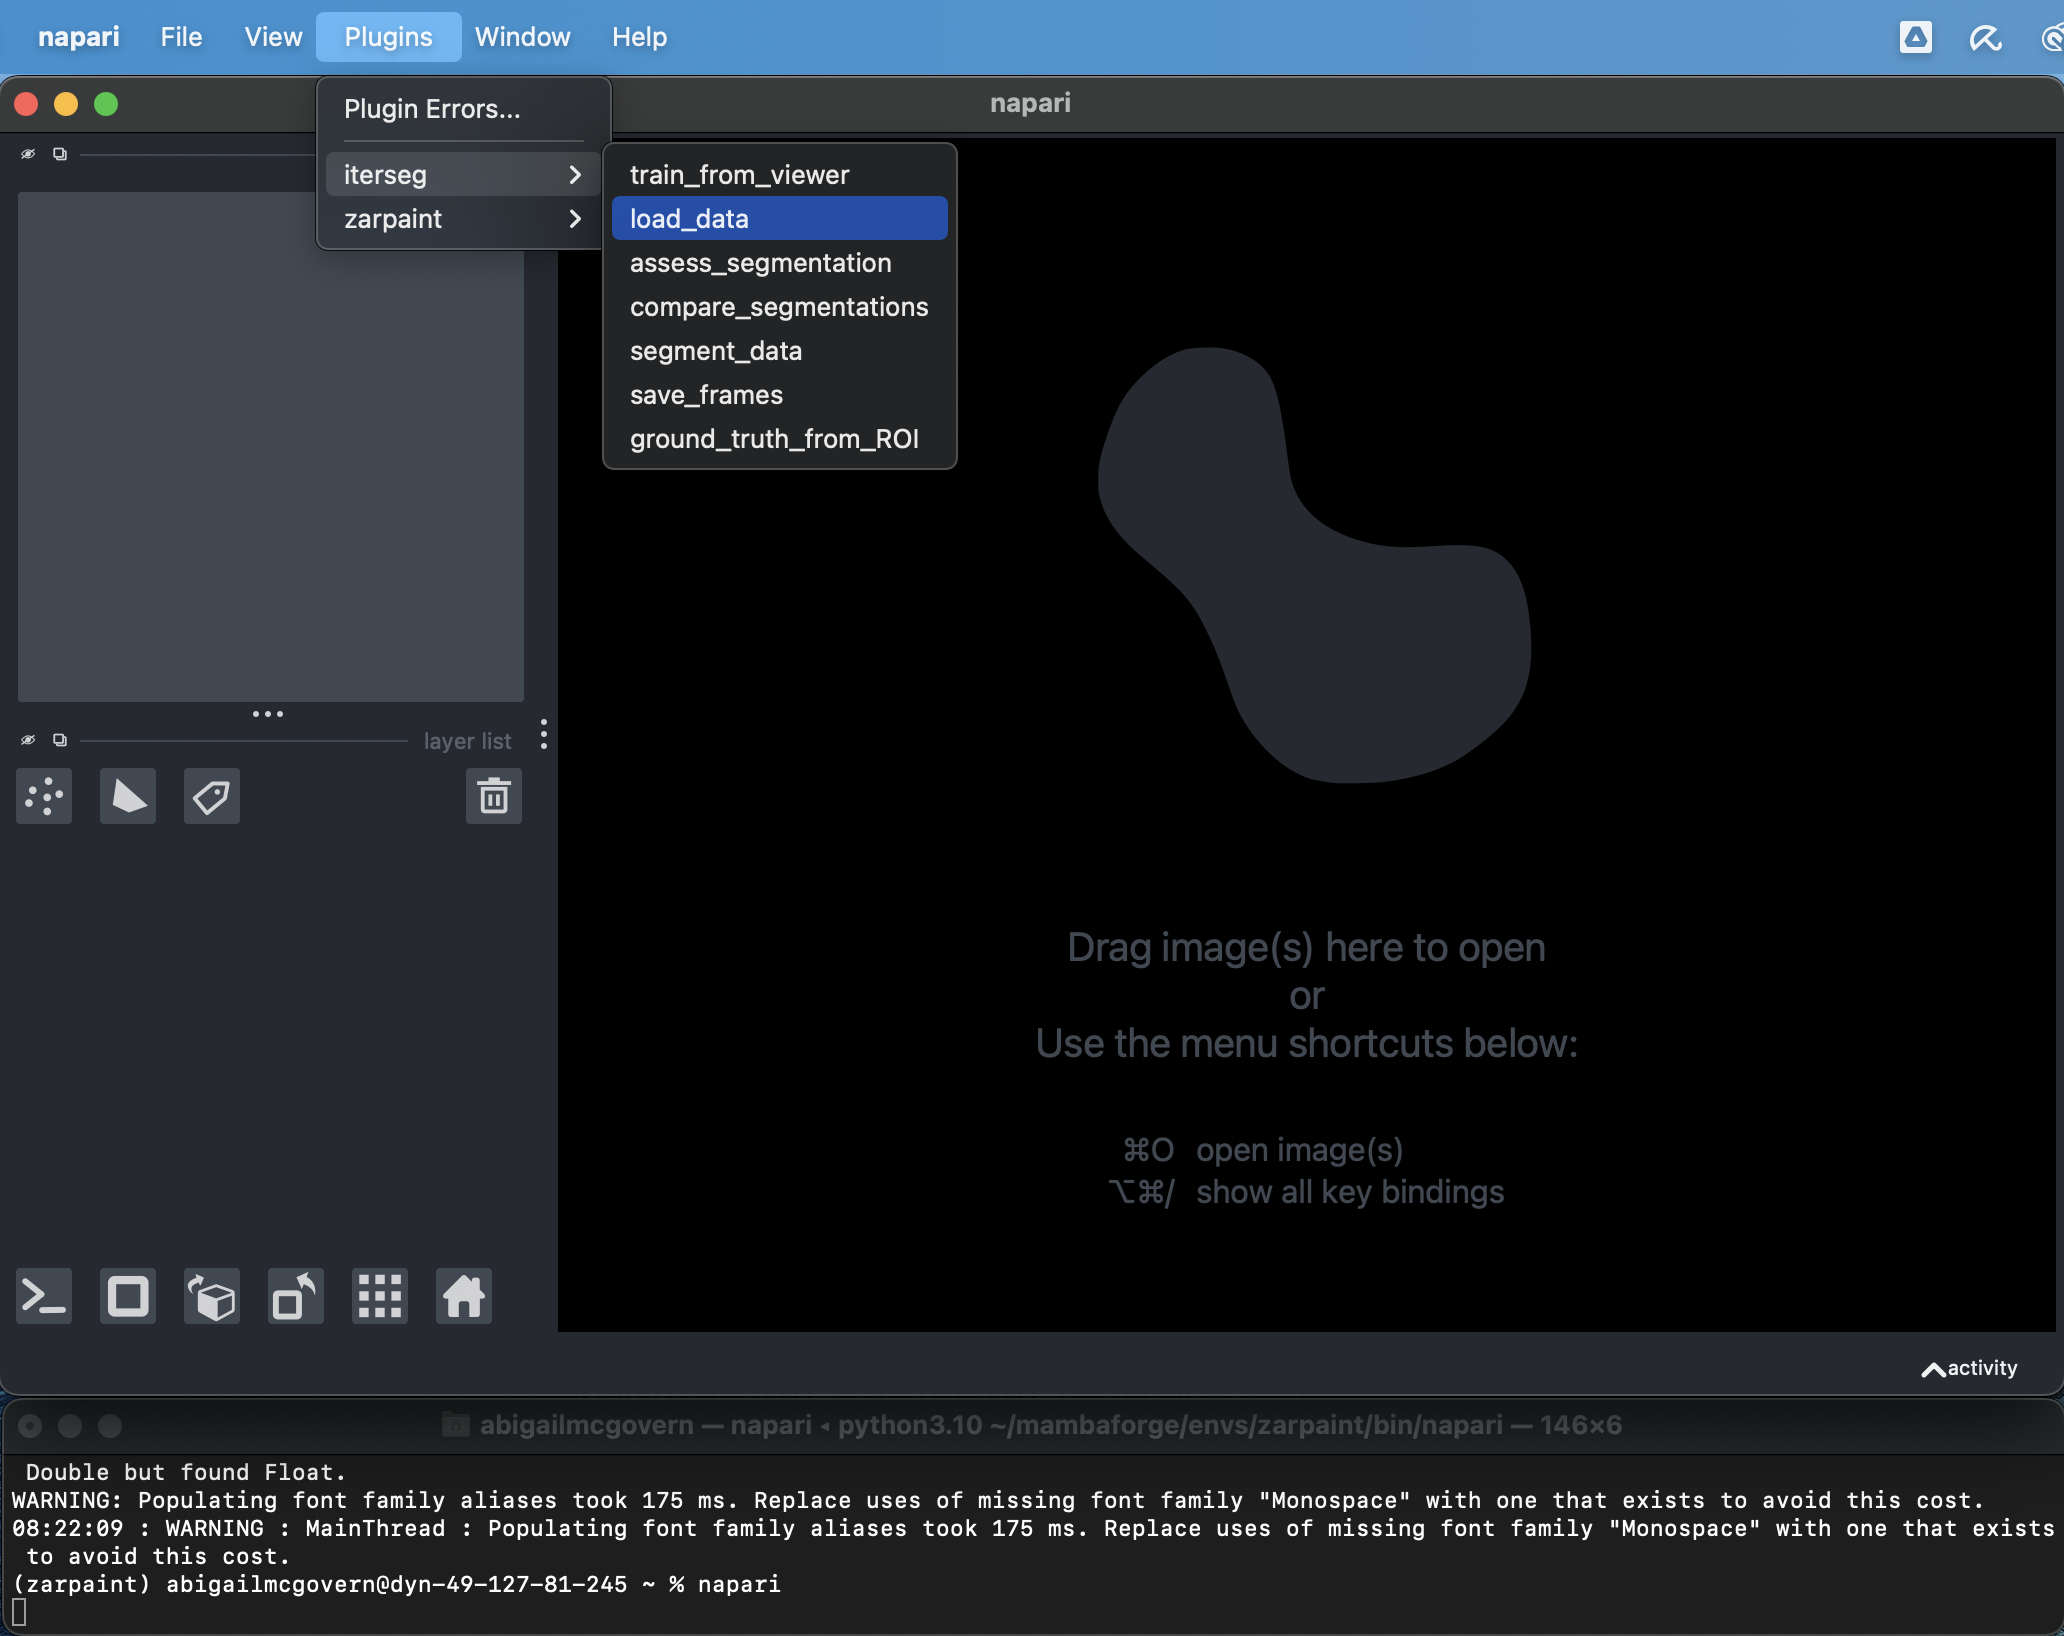 napari File View Plugins Window Help
napari
Plugin Errors...
iterseg
zarpaint
train_from_viewer
load_data
assess_segmentation
compare_segmentations
segment_data
save_frames
ground_truth_from_ROI
layer list
Drag image(s) here to open
or
Use the menu shortcuts below:
⌘O open image(s)
⌥⌘/ show all key bindings
activity
abigailmcgovern — napari ◂ python3.10 ~/mambaforge/envs/zarpaint/bin/napari — 146×6
Double but found Float.
WARNING: Populating font family aliases took 175 ms. Replace uses of missing font family "Monospace" with one that exists to avoid this cost.
08:22:09 : WARNING : MainThread : Populating font family aliases took 175 ms. Replace uses of missing font family "Monospace" with one that exists
to avoid this cost.
(zarpaint) abigailmcgovern@dyn-49-127-81-245 ~ % napari